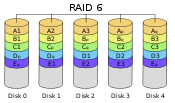 RAID 6
A1 A2 A3 Ap Aq
B1 B2 Bp Bq B3
C1 Cp Cq C2 C3
Dp Dq D1 D2 D3
Eq E1 E2 E3 Ep
Disk 0 Disk 1 Disk 2 Disk 3 Disk 4